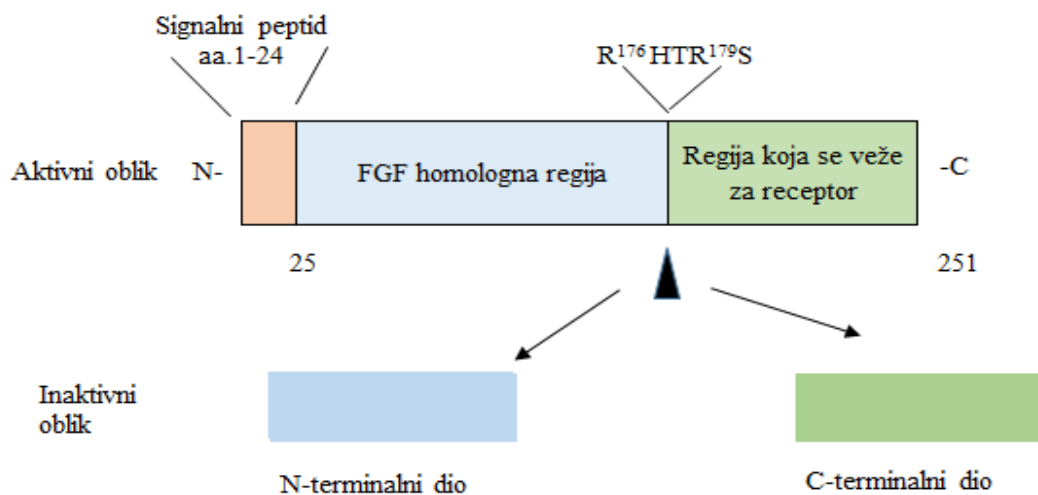 Signalni peptid
aa.1-24
R¹⁷⁶HTR¹⁷⁹S
Aktivni oblik
N-
FGF homologna regija
Regija koja se veže
za receptor
-C
25
251
Inaktivni
oblik
N-terminalni dio
C-terminalni dio